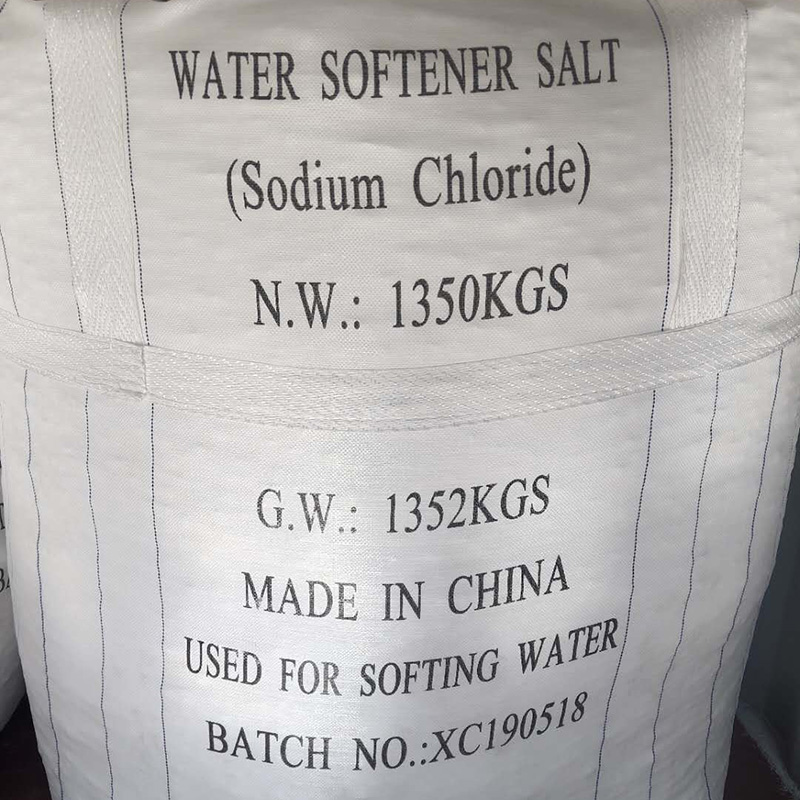 WATER SOFTENER SALT
(Sodium Chloride)
N.W.: 1350KGS
G.W.: 1352KGS
MADE IN CHINA
USED FOR SOFTING WATER
BATCH NO.:XC190518